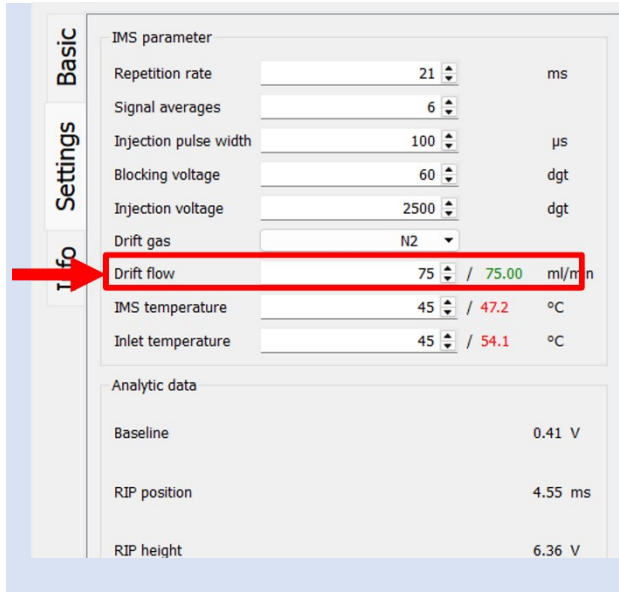 Basic
Settings
Info
IMS parameter
Repetition rate 21 ms
Signal averages 6
Injection pulse width 100 µs
Blocking voltage 60 dgt
Injection voltage 2500 dgt
Drift gas N2
Drift flow 75 / 75.00 ml/min
IMS temperature 45 / 47.2 °C
Inlet temperature 45 / 54.1 °C
Analytic data
Baseline 0.41 V
RIP position 4.55 ms
RIP height 6.36 V